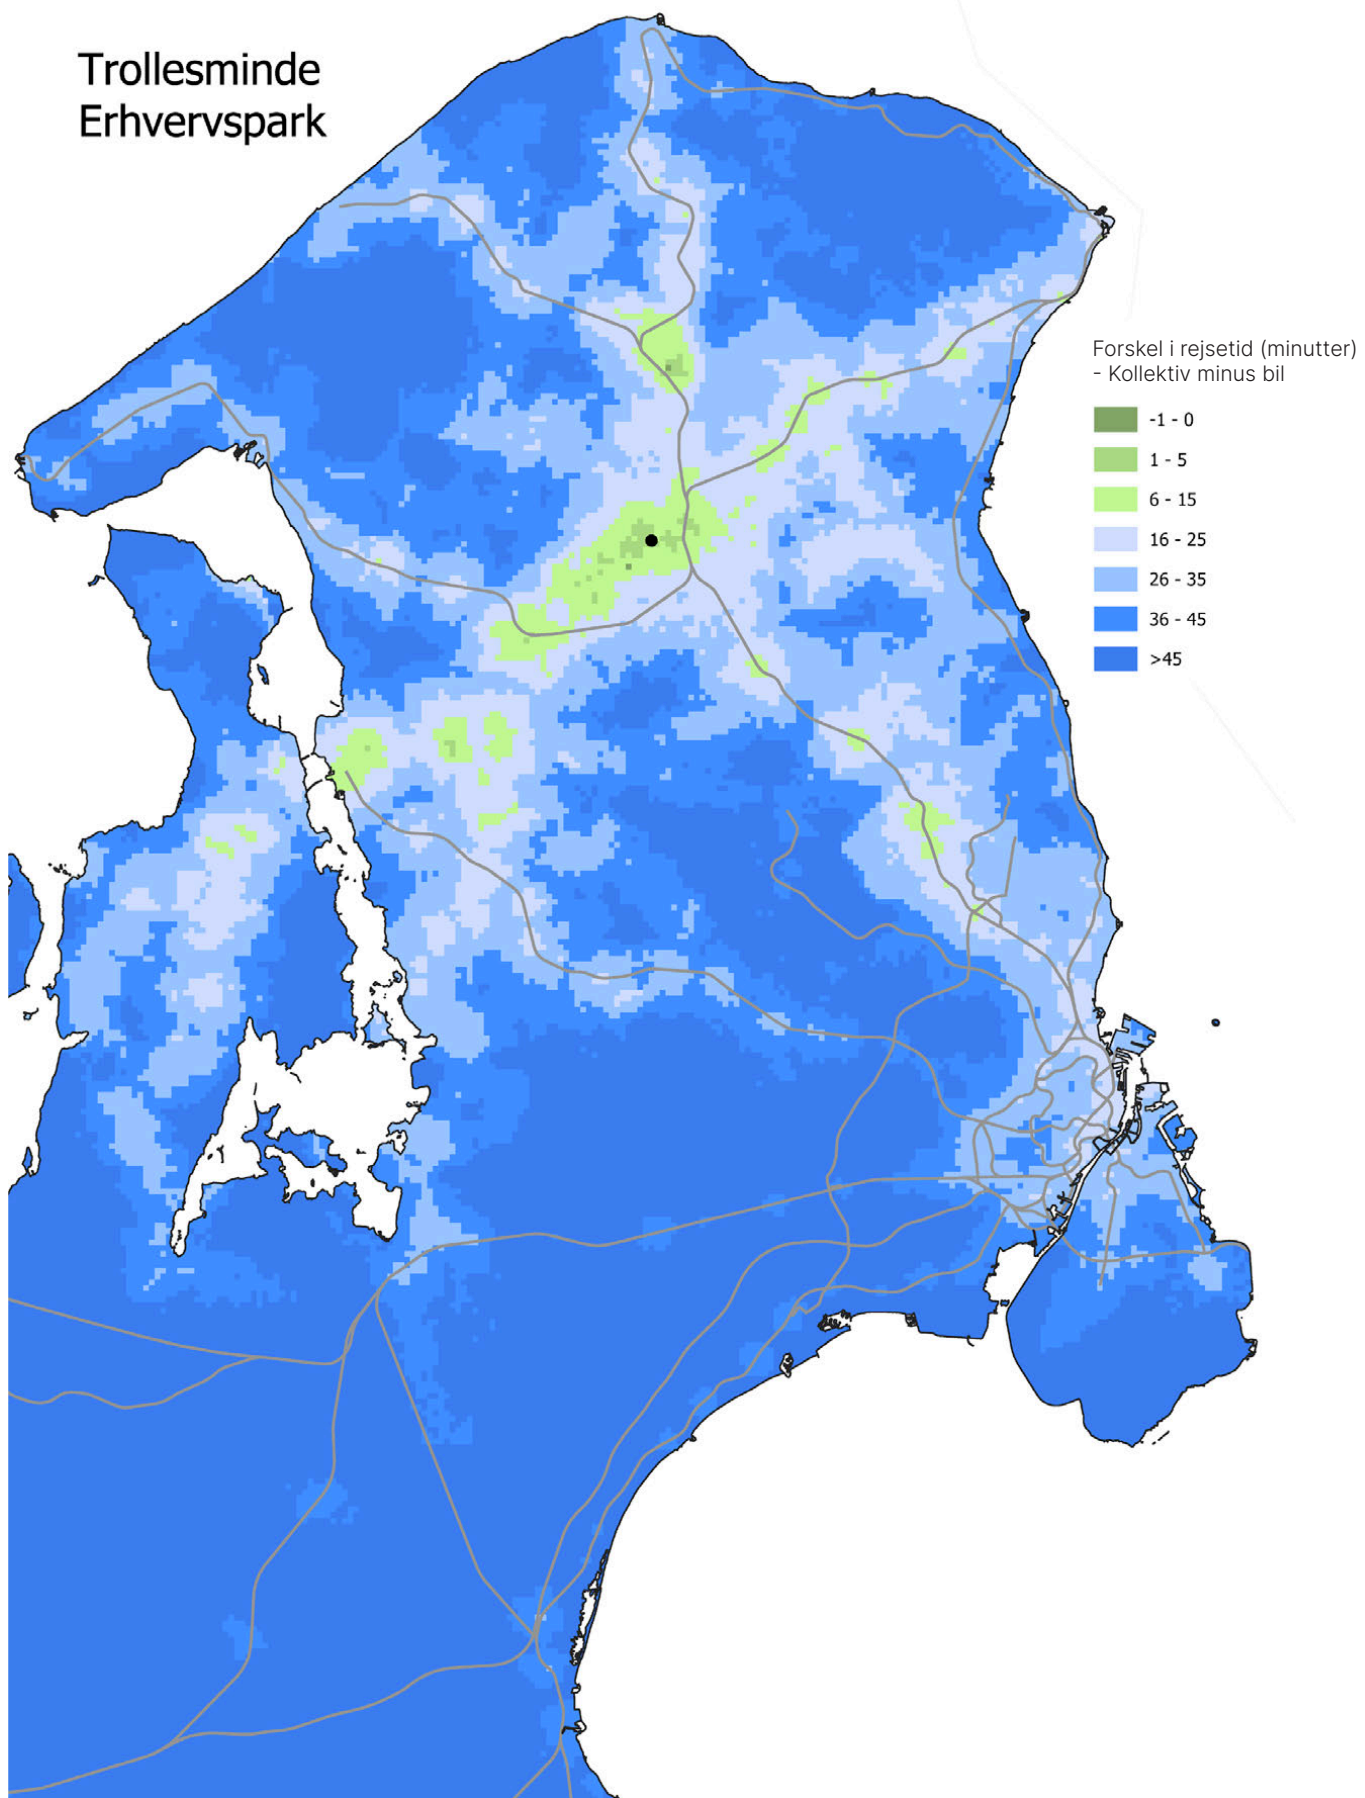 Trollesminde
Erhvervspark
Forskel i rejsetid (minutter)
- Kollektiv minus bil
-1 - 0
1 - 5
6 - 15
16 - 25
26 - 35
36 - 45
>45